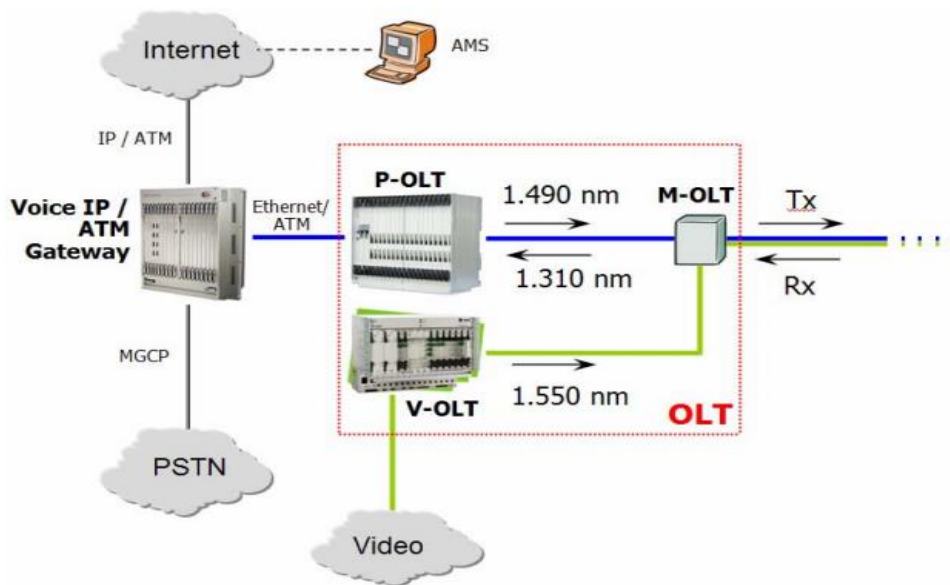 Internet
AMS
IP / ATM
P-OLT
1.490 nm
M-OLT
Tx
Voice IP /
ATM
Gateway
Ethernet/
ATM
1.310 nm
Rx
MGCP
1.550 nm
V-OLT
OLT
PSTN
Video